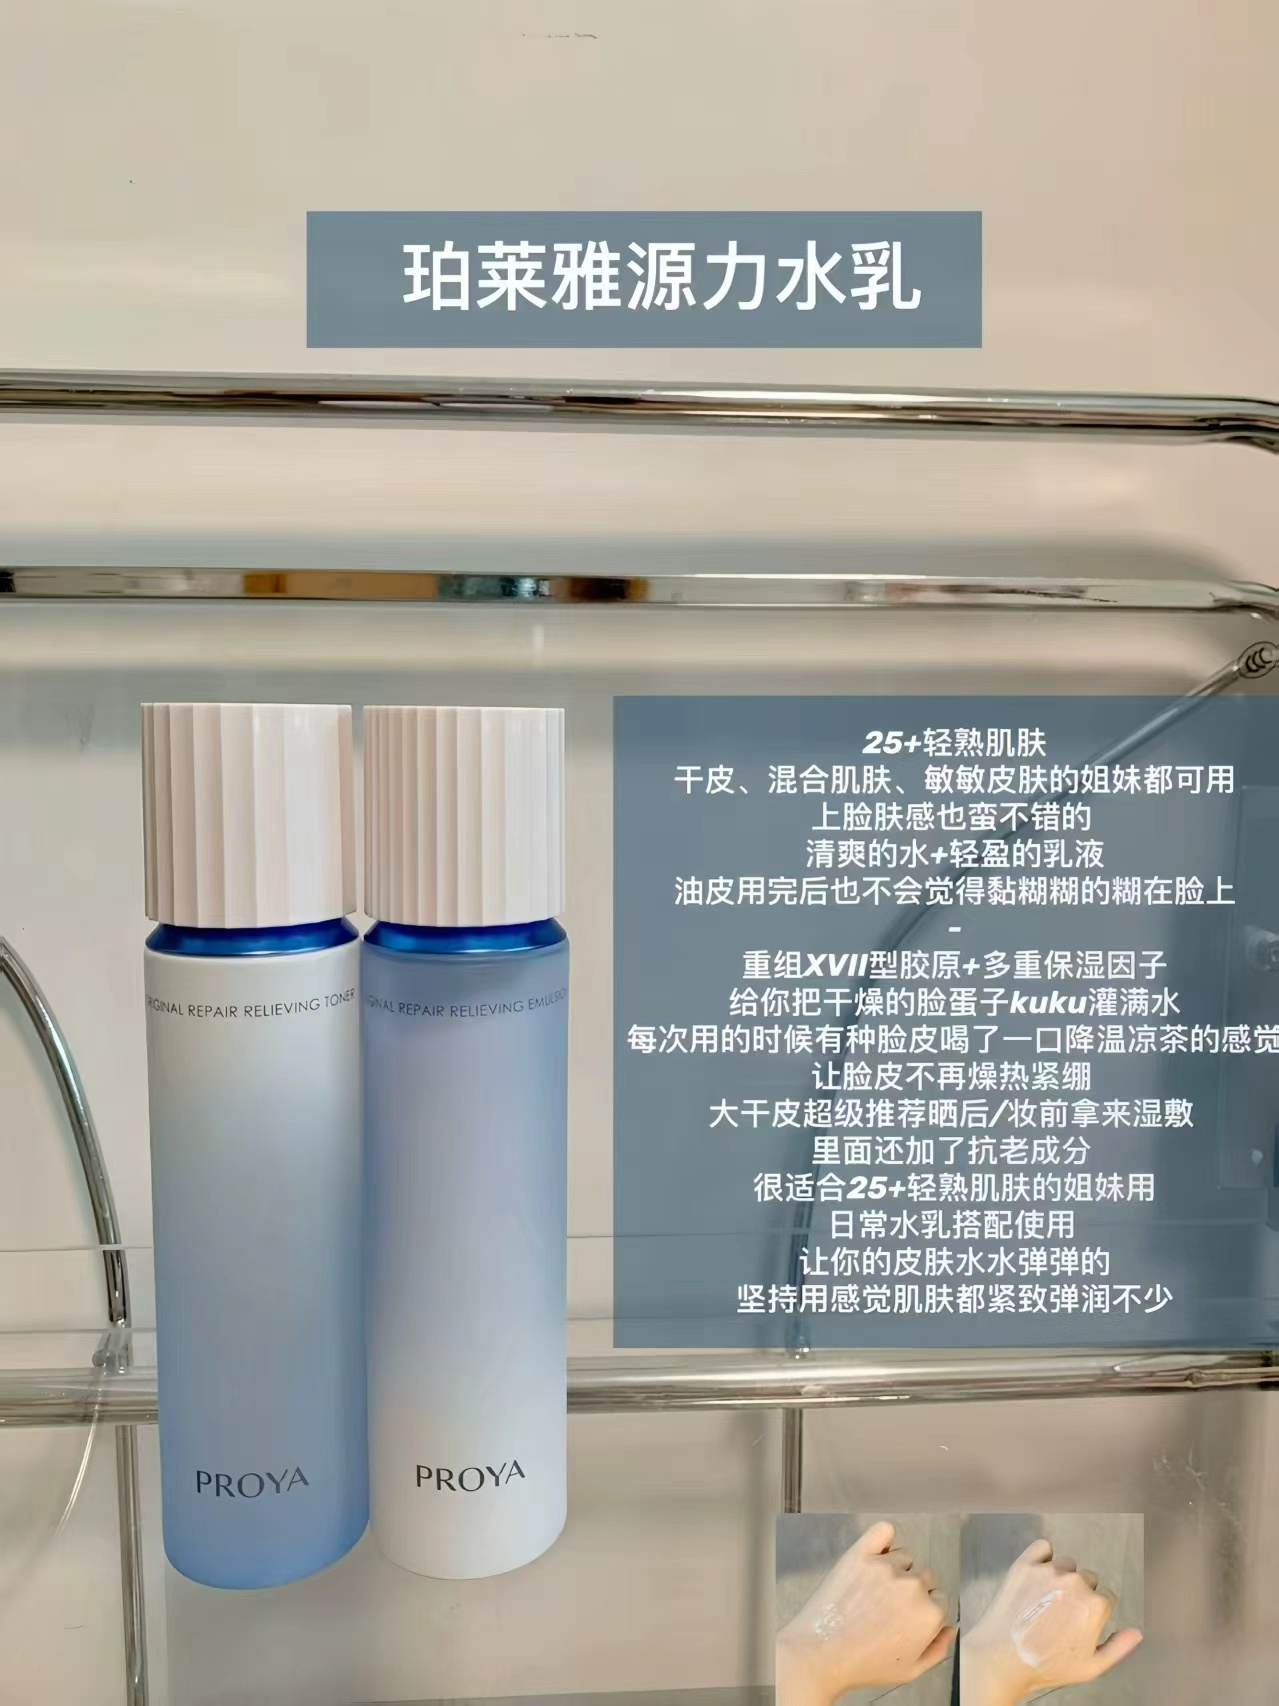 珀莱雅源力水乳
25+轻熟肌肤
干皮、混合肌肤、敏敏皮肤的姐妹都可用
上脸肤感也蛮不错的
清爽的水+轻盈的乳液
油皮用完后也不会觉得黏糊糊的糊在脸上
-
重组XVII型胶原+多重保湿因子
给你把干燥的脸蛋子kuku灌满水
每次用的时候有种脸皮喝了一口降温凉茶的感觉
让脸皮不再燥热紧绷
大干皮超级推荐晒后/妆前拿来湿敷
里面还加了抗老成分
很适合25+轻熟肌肤的姐妹用
日常水乳搭配使用
让你的皮肤水水弹弹的
坚持用感觉肌肤都紧致弹润不少
RIGINAL REPAIR RELIEVING TONER
IGINAL REPAIR RELIEVING EMULSION
PROYA
PROYA